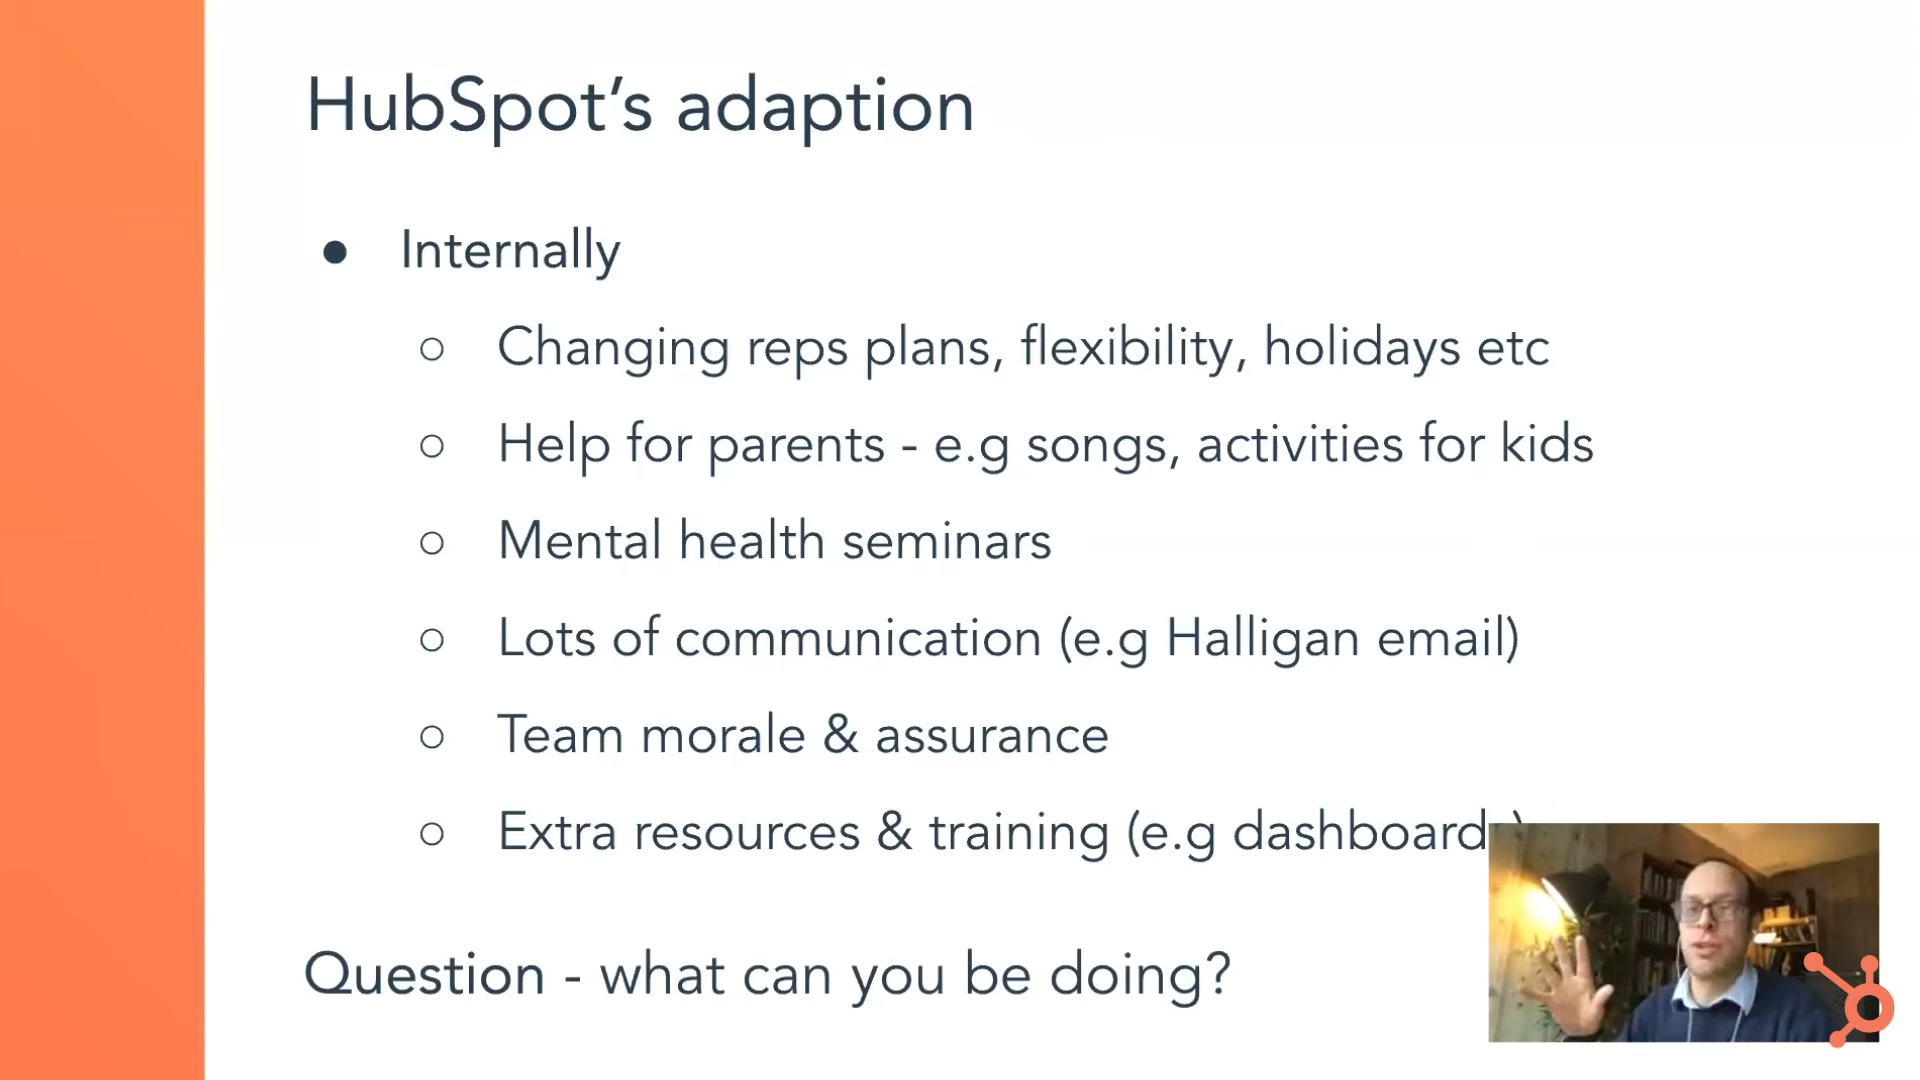 HubSpot’s adaption
● Internally
○ Changing reps plans, flexibility, holidays etc
○ Help for parents - e.g songs, activities for kids
○ Mental health seminars
○ Lots of communication (e.g Halligan email)
○ Team morale & assurance
○ Extra resources & training (e.g dashboards)
Question - what can you be doing?